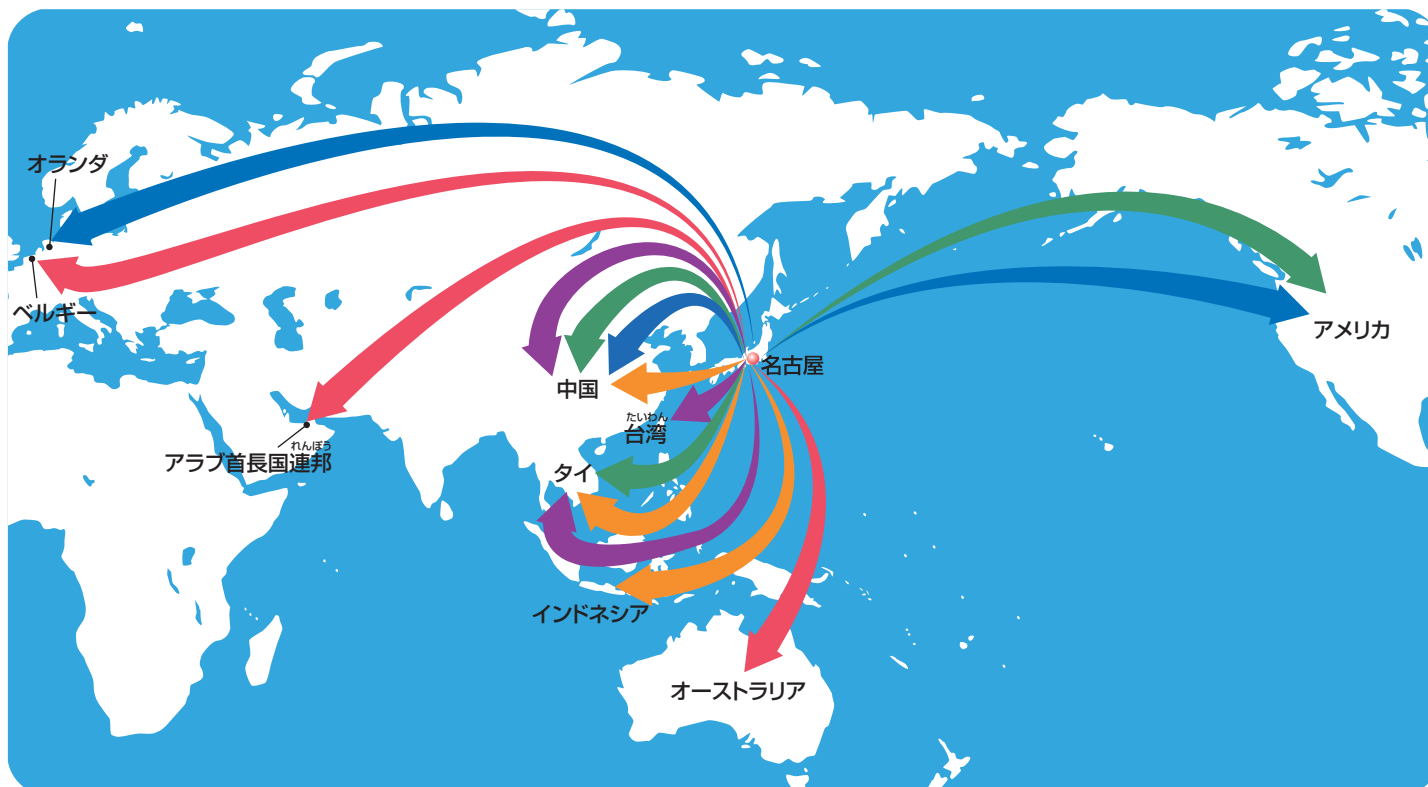 オランダ
ベルギー
アメリカ
名古屋
中国
たいわん
台湾
れんぽう
アラブ首長国連邦
タイ
インドネシア
オーストラリア